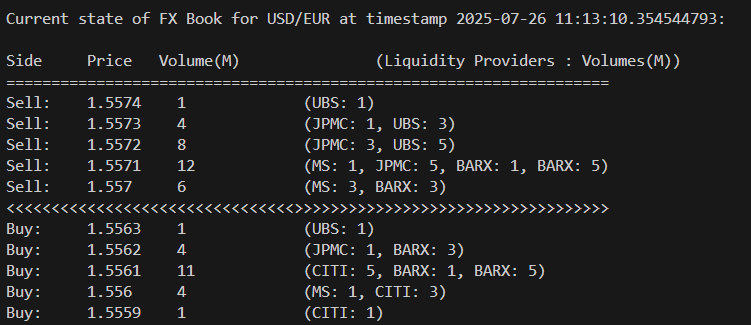 Current state of FX Book for USD/EUR at timestamp 2025-07-26 11:13:10.354544793:
Side Price Volume(M) (Liquidity Providers : Volumes(M))
===================================================================
Sell: 1.5574 1 (UBS: 1)
Sell: 1.5573 4 (JPMC: 1, UBS: 3)
Sell: 1.5572 8 (JPMC: 3, UBS: 5)
Sell: 1.5571 12 (MS: 1, JPMC: 5, BARX: 1, BARX: 5)
Sell: 1.557 6 (MS: 3, BARX: 3)
<<<<<<<<<<<<<<<<<<<<<<<<<<<<<<<<>>>>>>>>>>>>>>>>>>>>>>>>>>>>>>>>>>>
Buy: 1.5563 1 (UBS: 1)
Buy: 1.5562 4 (JPMC: 1, BARX: 3)
Buy: 1.5561 11 (CITI: 5, BARX: 1, BARX: 5)
Buy: 1.556 4 (MS: 1, CITI: 3)
Buy: 1.5559 1 (CITI: 1)